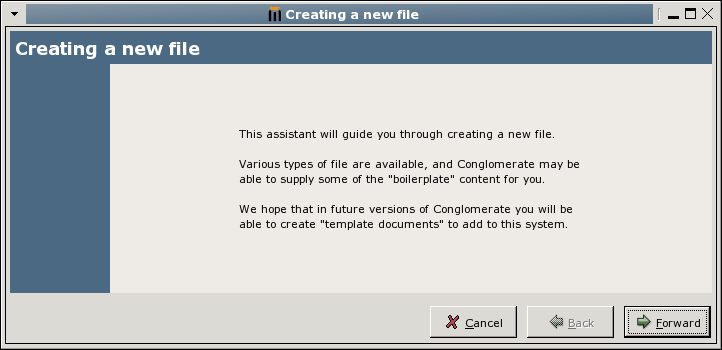 Creating a new file
Creating a new file
This assistant will guide you through creating a new file.
Various types of file are available, and Conglomerate may be
able to supply some of the "boilerplate" content for you.
We hope that in future versions of Conglomerate you will be
able to create "template documents" to add to this system.
Cancel
Back
Forward